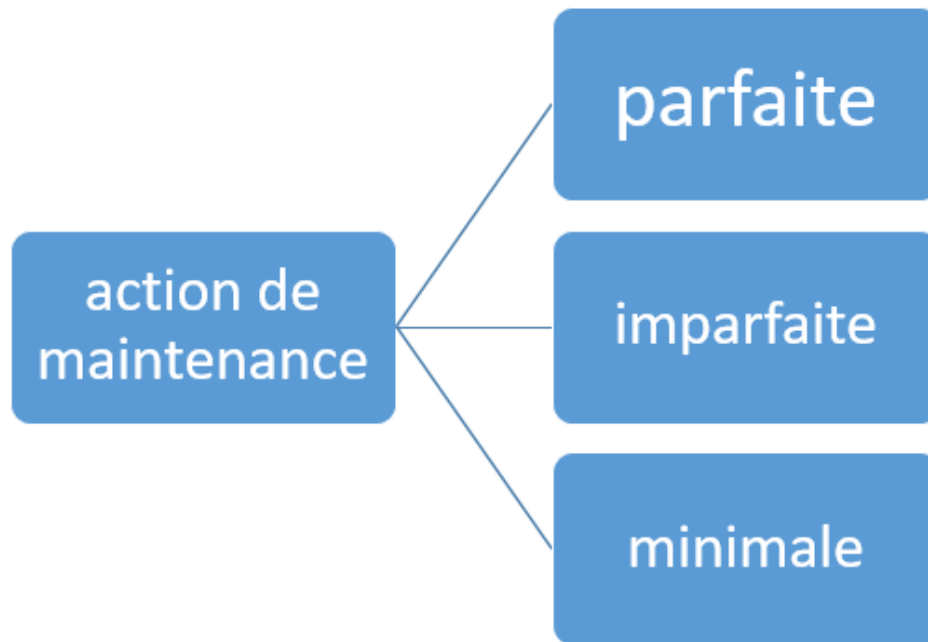 parfaite
action de
maintenance
imparfaite
minimale